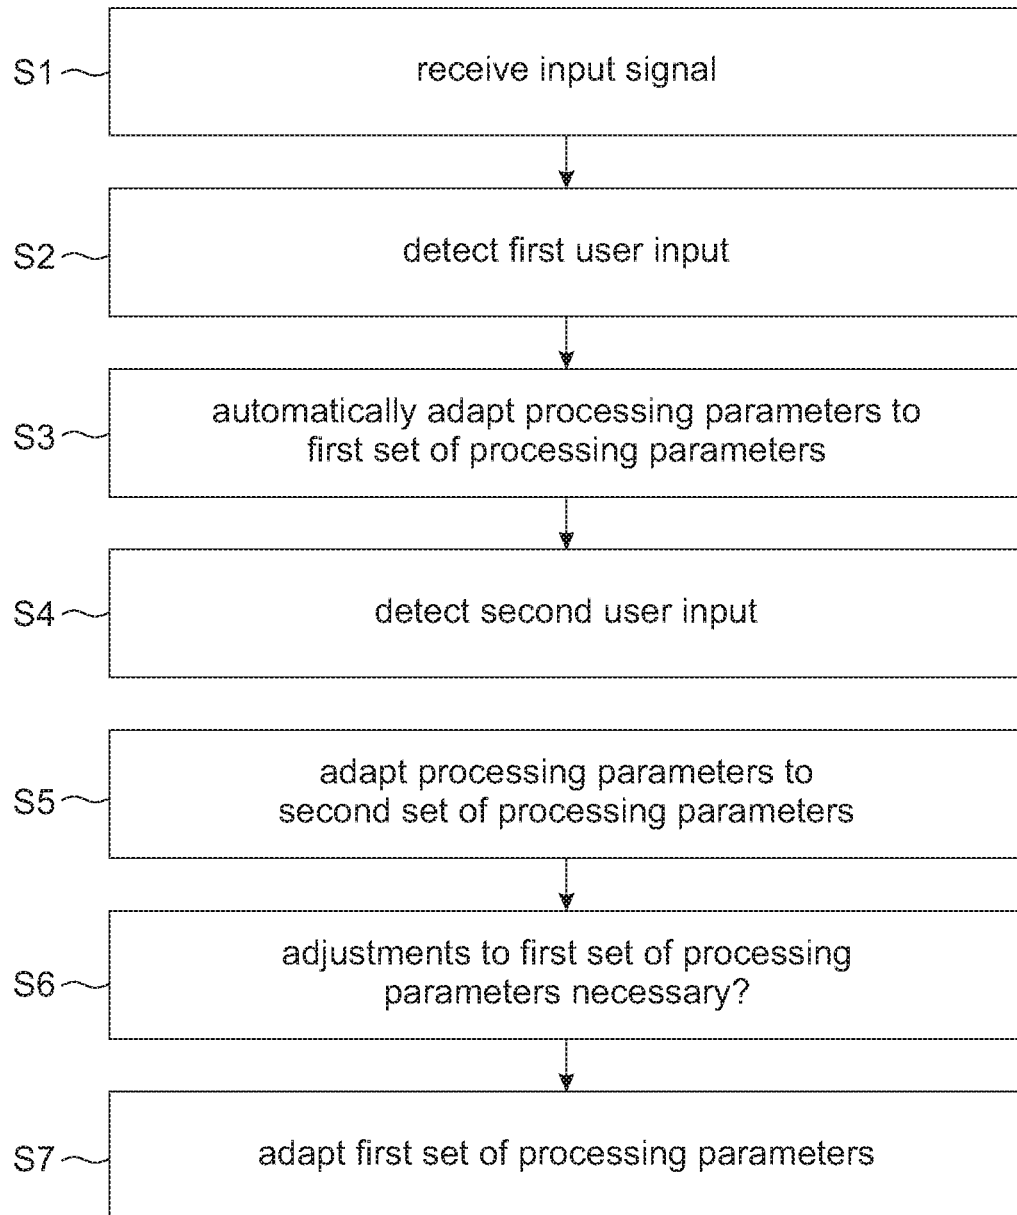 S1
receive input signal
S2
detect first user input
S3
automatically adapt processing parameters to
first set of processing parameters
S4
detect second user input
S5
adapt processing parameters to
second set of processing parameters
S6
adjustments to first set of processing
parameters necessary?
S7
adapt first set of processing parameters